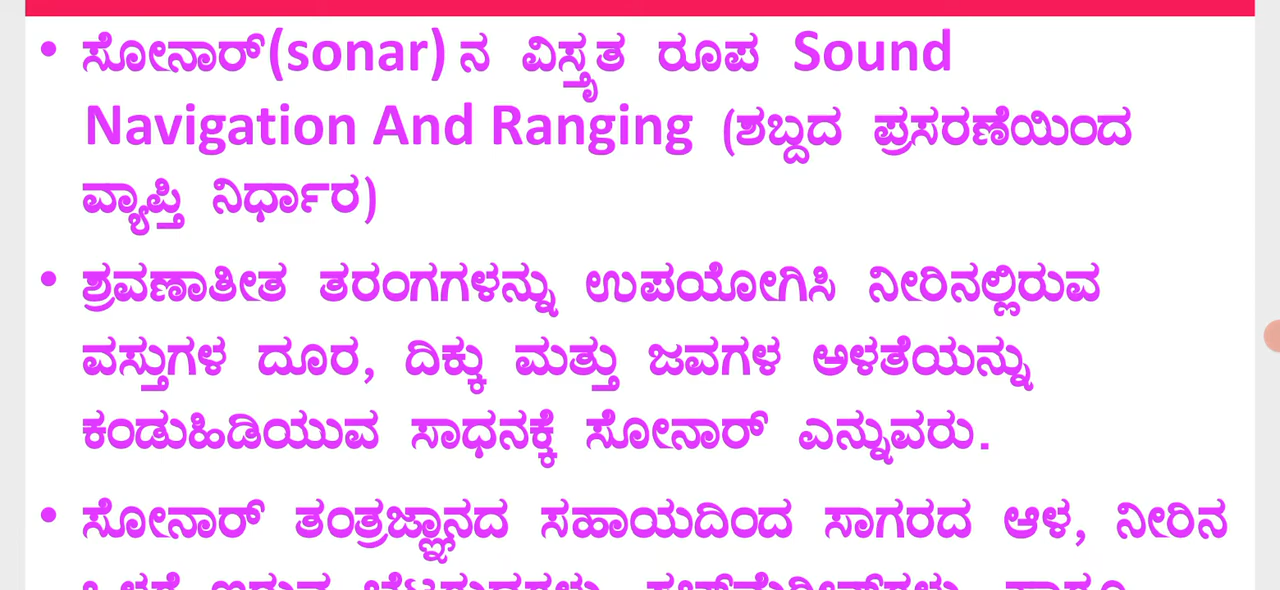 • ಸೋನಾರ್(sonar) ನ ವಿಸ್ತೃತ ರೂಪ Sound
Navigation And Ranging (ಶಬ್ದದ ಪ್ರಸರಣೆಯಿಂದ
ವ್ಯಾಪ್ತಿ ನಿರ್ಧಾರ)
• ಶ್ರವಣಾತೀತ ತರಂಗಗಳನ್ನು ಉಪಯೋಗಿಸಿ ನೀರಿನಲ್ಲಿರುವ
ವಸ್ತುಗಳ ದೂರ, ದಿಕ್ಕು ಮತ್ತು ಜವಗಳ ಅಳತೆಯನ್ನು
ಕಂಡುಹಿಡಿಯುವ ಸಾಧನಕ್ಕೆ ಸೋನಾರ್ ಎನ್ನುವರು.
• ಸೋನಾರ್ ತಂತ್ರಜ್ಞಾನದ ಸಹಾಯದಿಂದ ಸಾಗರದ ಆಳ, ನೀರಿನ